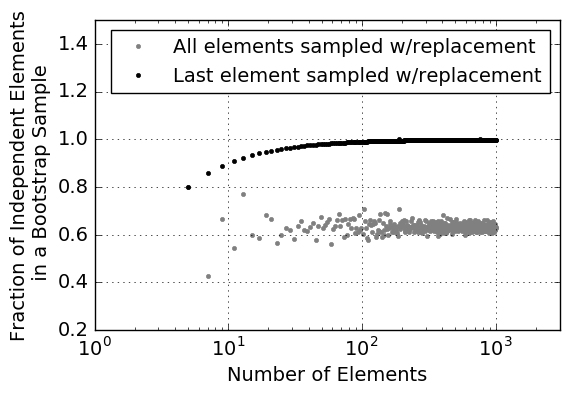 All elements sampled w/replacement
Last element sampled w/replacement
Fraction of Independent Elements
in a Bootstrap Sample
1.4
1.2
1.0
0.8
0.6
0.4
0.2
10^0 10^1 10^2 10^3
Number of Elements